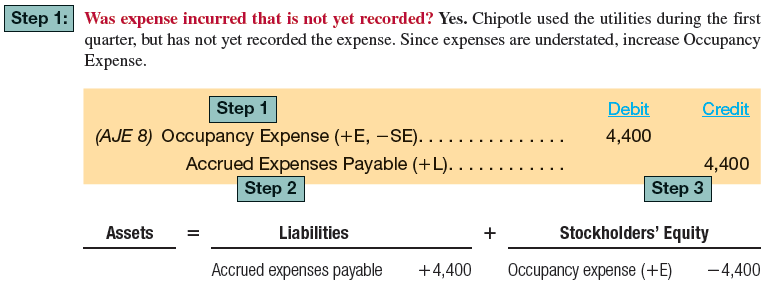 Step 1: Was expense incurred that is not yet recorded? Yes. Chipotle used the utilities during the first
quarter, but has not yet recorded the expense. Since expenses are understated, increase Occupancy
Expense.
Step 1 Debit Credit
(AJE 8) Occupancy Expense (+E, −SE). . . . . . . . . . . . . . . 4,400
Accrued Expenses Payable (+L). . . . . . . . . . . . 4,400
Step 2 Step 3
Assets = Liabilities + Stockholders' Equity
Accrued expenses payable +4,400 Occupancy expense (+E) −4,400